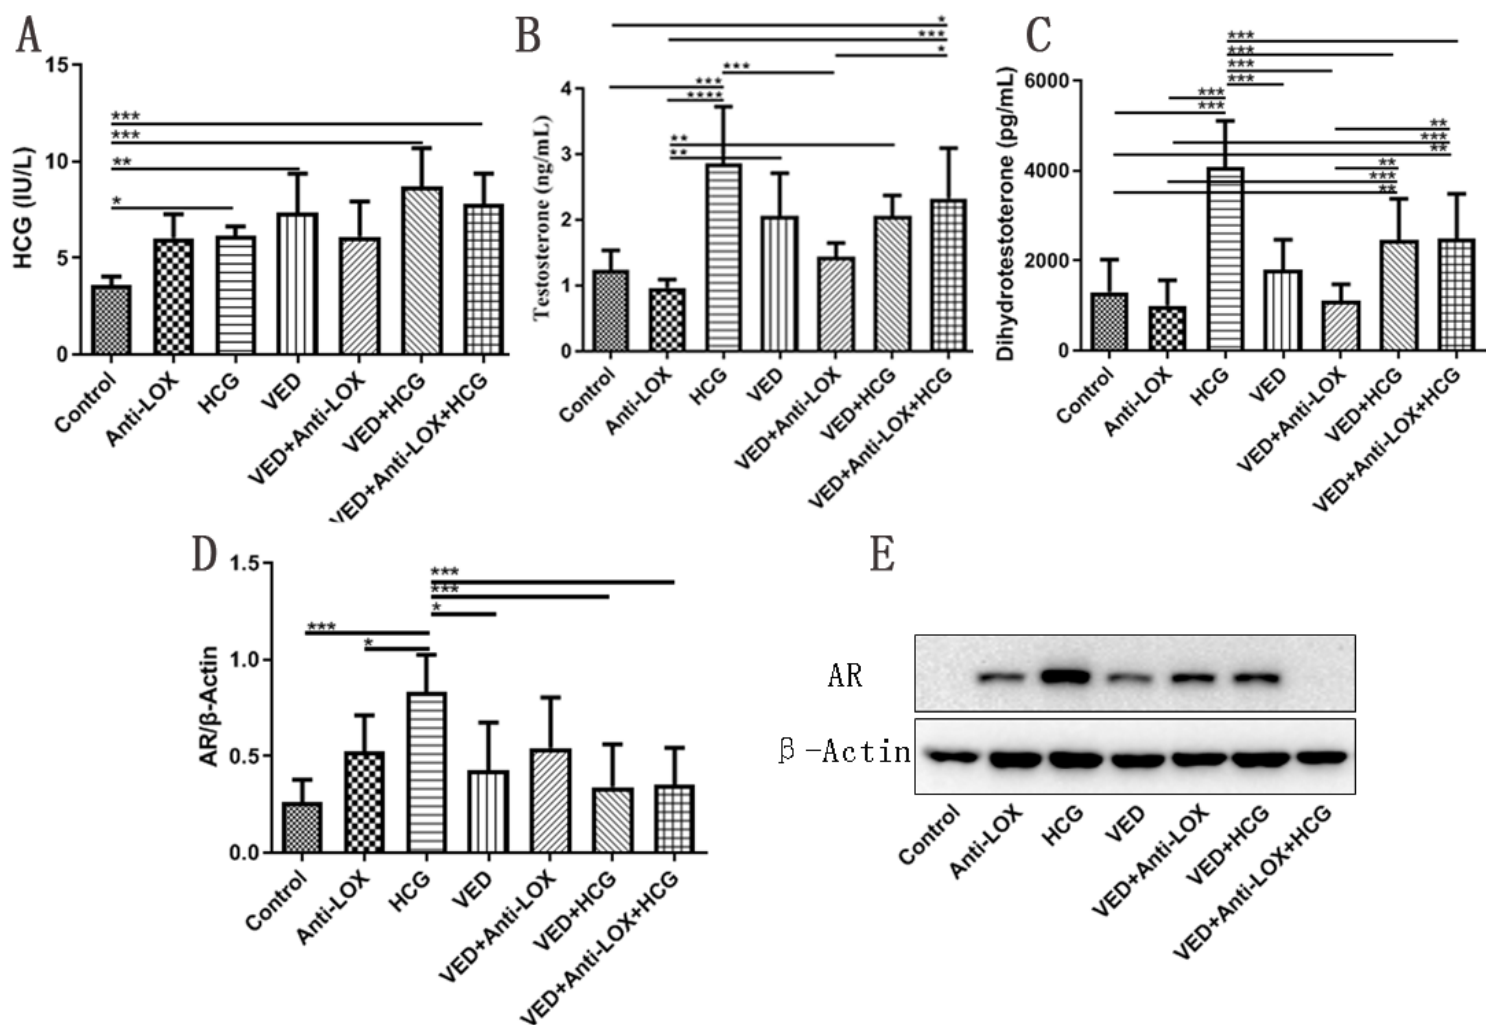 A
HCG (IU/L)
15
10
5
0
***
***
**
*
Control
Anti-LOX
HCG
VED
VED+Anti-LOX
VED+HCG
VED+Anti-LOX+HCG
B
Testosterone (ng/mL)
4
3
2
1
0
*
***
*
***
***
****
**
**
Control
Anti-LOX
HCG
VED
VED+Anti-LOX
VED+HCG
VED+Anti-LOX+HCG
C
Dihydrotestoterone (pg/mL)
6000
4000
2000
0
***
***
***
***
***
***
**
***
**
**
***
**
Control
Anti-LOX
HCG
VED
VED+Anti-LOX
VED+HCG
VED+Anti-LOX+HCG
D
AR/β-Actin
1.5
1.0
0.5
0.0
***
***
*
***
*
Control
Anti-LOX
HCG
VED
VED+Anti-LOX
VED+HCG
VED+Anti-LOX+HCG
E
AR
β-Actin
Control
Anti-LOX
HCG
VED
VED+Anti-LOX
VED+HCG
VED+Anti-LOX+HCG